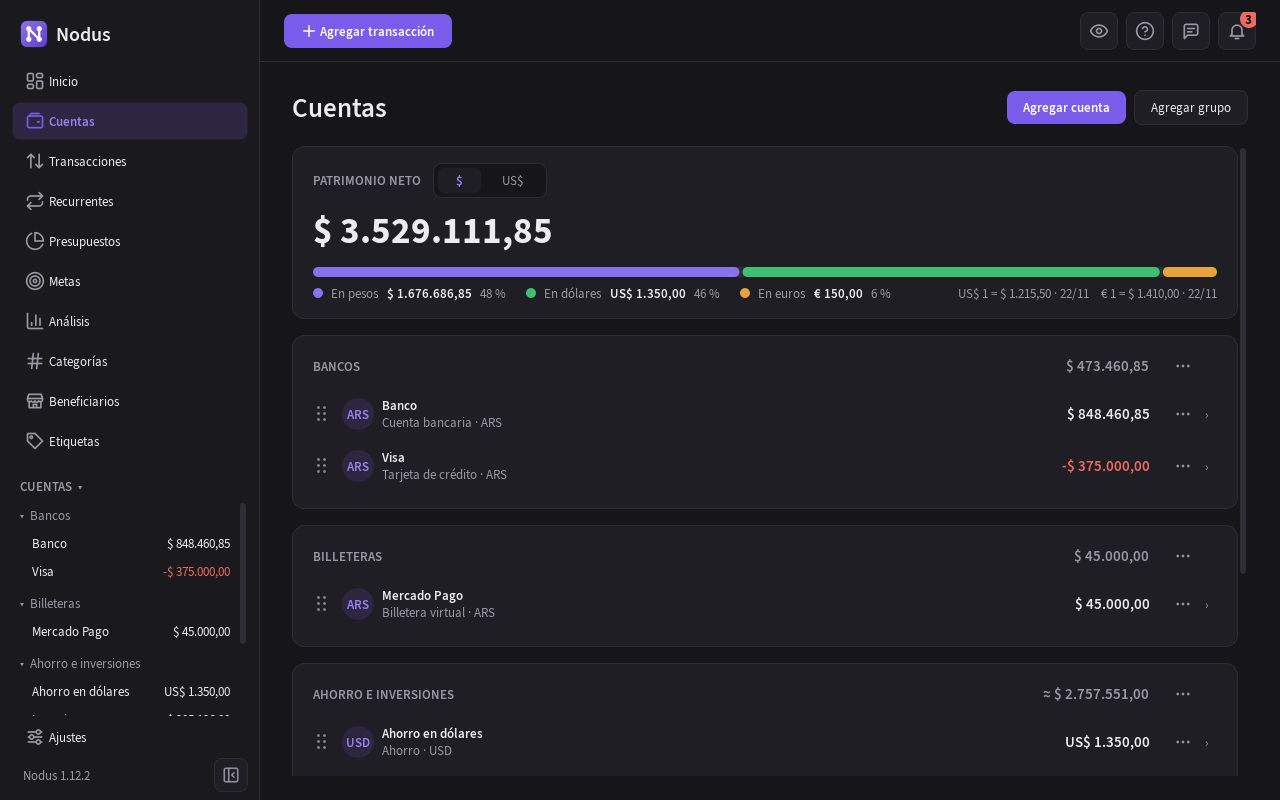 Nodus
Inicio
Cuentas
Transacciones
Recurrentes
Presupuestos
Metas
Análisis
Categorías
Beneficiarios
Etiquetas
CUENTAS
Bancos
Banco $ 848.460,85
Visa -$ 375.000,00
Billeteras
Mercado Pago $ 45.000,00
Ahorro e inversiones
Ahorro en dólares US$ 1.350,00
Ajustes
Nodus 1.12.2
Agregar transacción
3
Cuentas
Agregar cuenta
Agregar grupo
PATRIMONIO NETO $ US$
$ 3.529.111,85
En pesos $ 1.676.686,85 48 % En dólares US$ 1.350,00 46 % En euros € 150,00 6 % US$ 1 = $ 1.215,50 · 22/11 € 1 = $ 1.410,00 · 22/11
BANCOS $ 473.460,85
ARS Banco $ 848.460,85
Cuenta bancaria · ARS
ARS Visa -$ 375.000,00
Tarjeta de crédito · ARS
BILLETERAS $ 45.000,00
ARS Mercado Pago $ 45.000,00
Billetera virtual · ARS
AHORRO E INVERSIONES ≈ $ 2.757.551,00
USD Ahorro en dólares US$ 1.350,00
Ahorro · USD